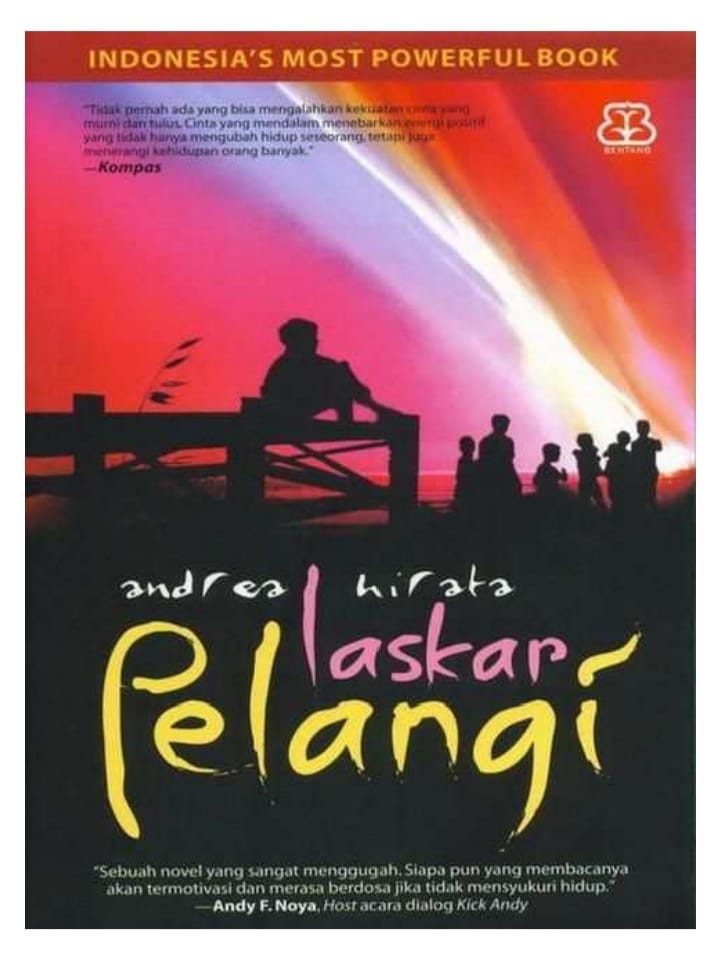 INDONESIA'S MOST POWERFUL BOOK
"Tidak pernah ada yang bisa mengalahkan kekuatan cinta yang
murni dan tulus. Cinta yang mendalam menebarkan energi positif
yang tidak hanya mengubah hidup seseorang, tetapi juga
menerangi kehidupan orang banyak."
—Kompas
BENTANG
andrea hirata
laskar
Pelangi
"Sebuah novel yang sangat menggugah. Siapa pun yang membacanya
akan termotivasi dan merasa berdosa jika tidak mensyukuri hidup."
—Andy F. Noya, Host acara dialog Kick Andy